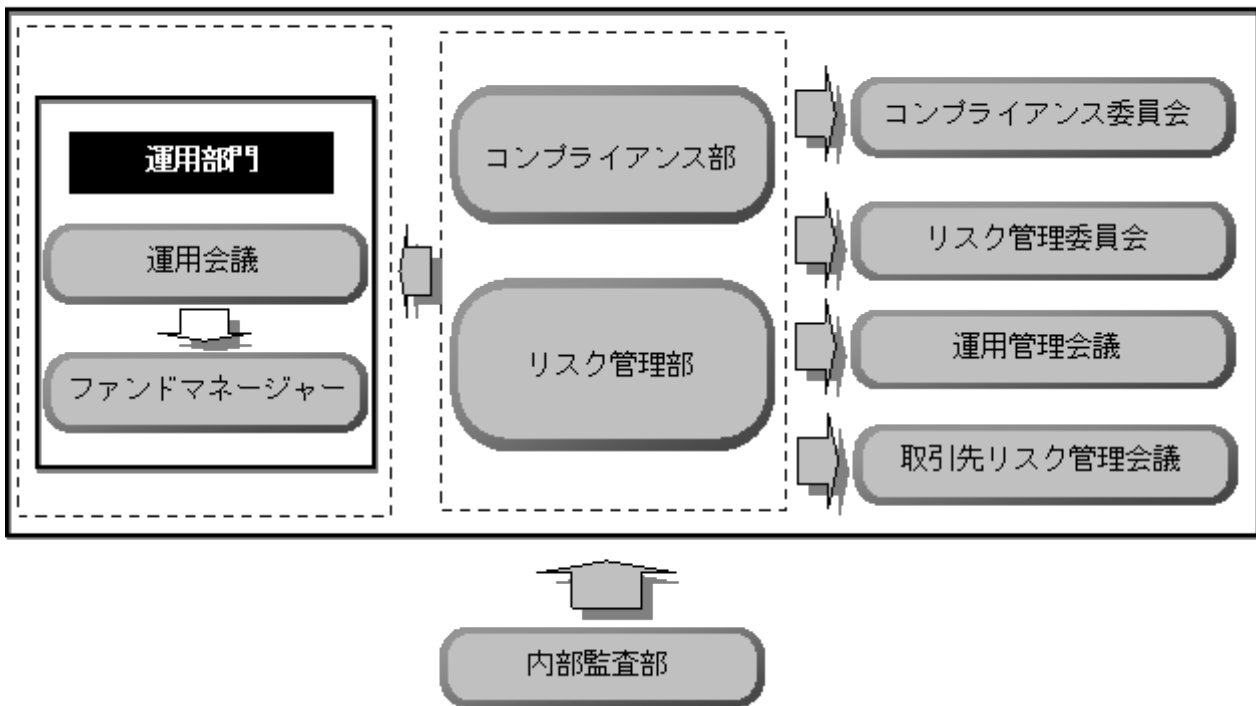 運用部門
運用会議
ファンドマネージャー
コンプライアンス部
リスク管理部
コンプライアンス委員会
リスク管理委員会
運用管理会議
取引先リスク管理会議
内部監査部